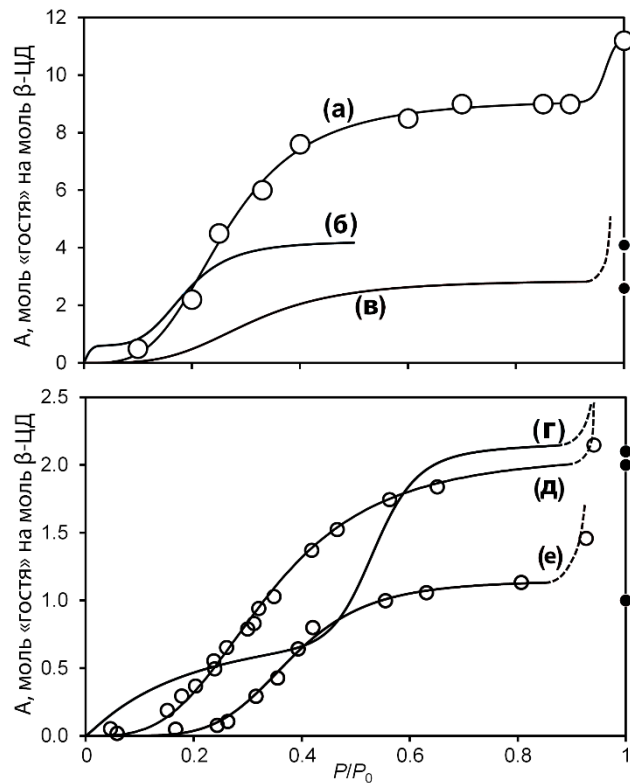 А, моль «гостя» на моль β-ЦД
12
10
8
6
4
2
0
(а)
(б)
(в)
А, моль «гостя» на моль β-ЦД
2.5
2.0
1.5
1.0
0.5
0.0
(г)
(д)
(е)
0 0.2 0.4 0.6 0.8 1
P/P0